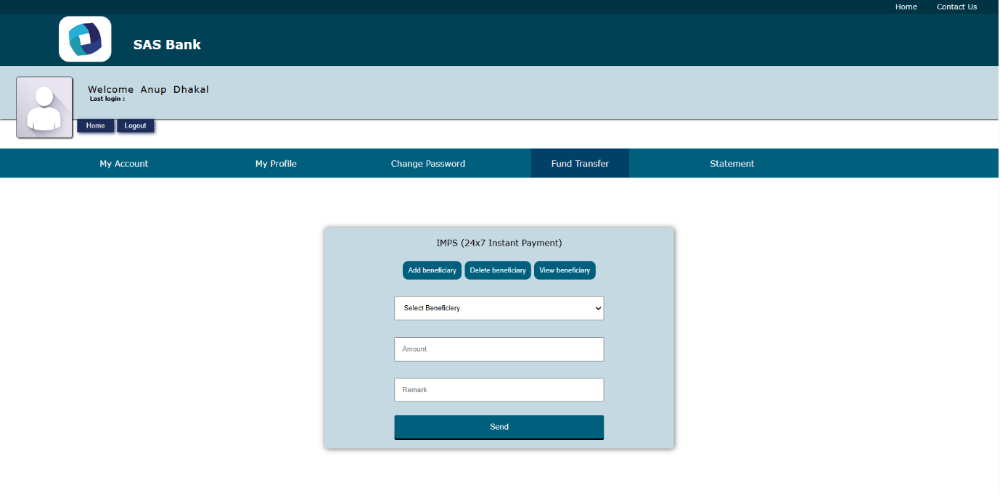 Home Contact Us
SAS Bank
Welcome Anup Dhakal
Last login :
Home Logout
My Account My Profile Change Password Fund Transfer Statement
IMPS (24x7 Instant Payment)
Add beneficiary Delete beneficiary View beneficiary
Select Beneficiery
Amount
Remark
Send